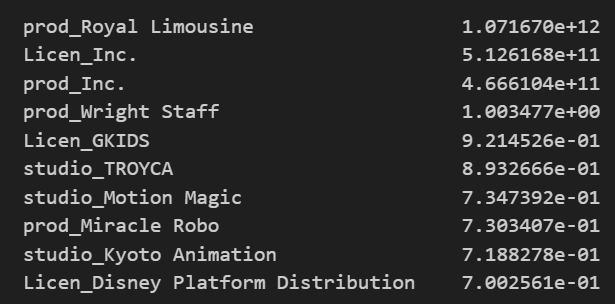 prod_Royal Limousine 1.071670e+12
Licen_Inc. 5.126168e+11
prod_Inc. 4.666104e+11
prod_Wright Staff 1.003477e+00
Licen_GKIDS 9.214526e-01
studio_TROYCA 8.932666e-01
studio_Motion Magic 7.347392e-01
prod_Miracle Robo 7.303407e-01
studio_Kyoto Animation 7.188278e-01
Licen_Disney Platform Distribution 7.002561e-01